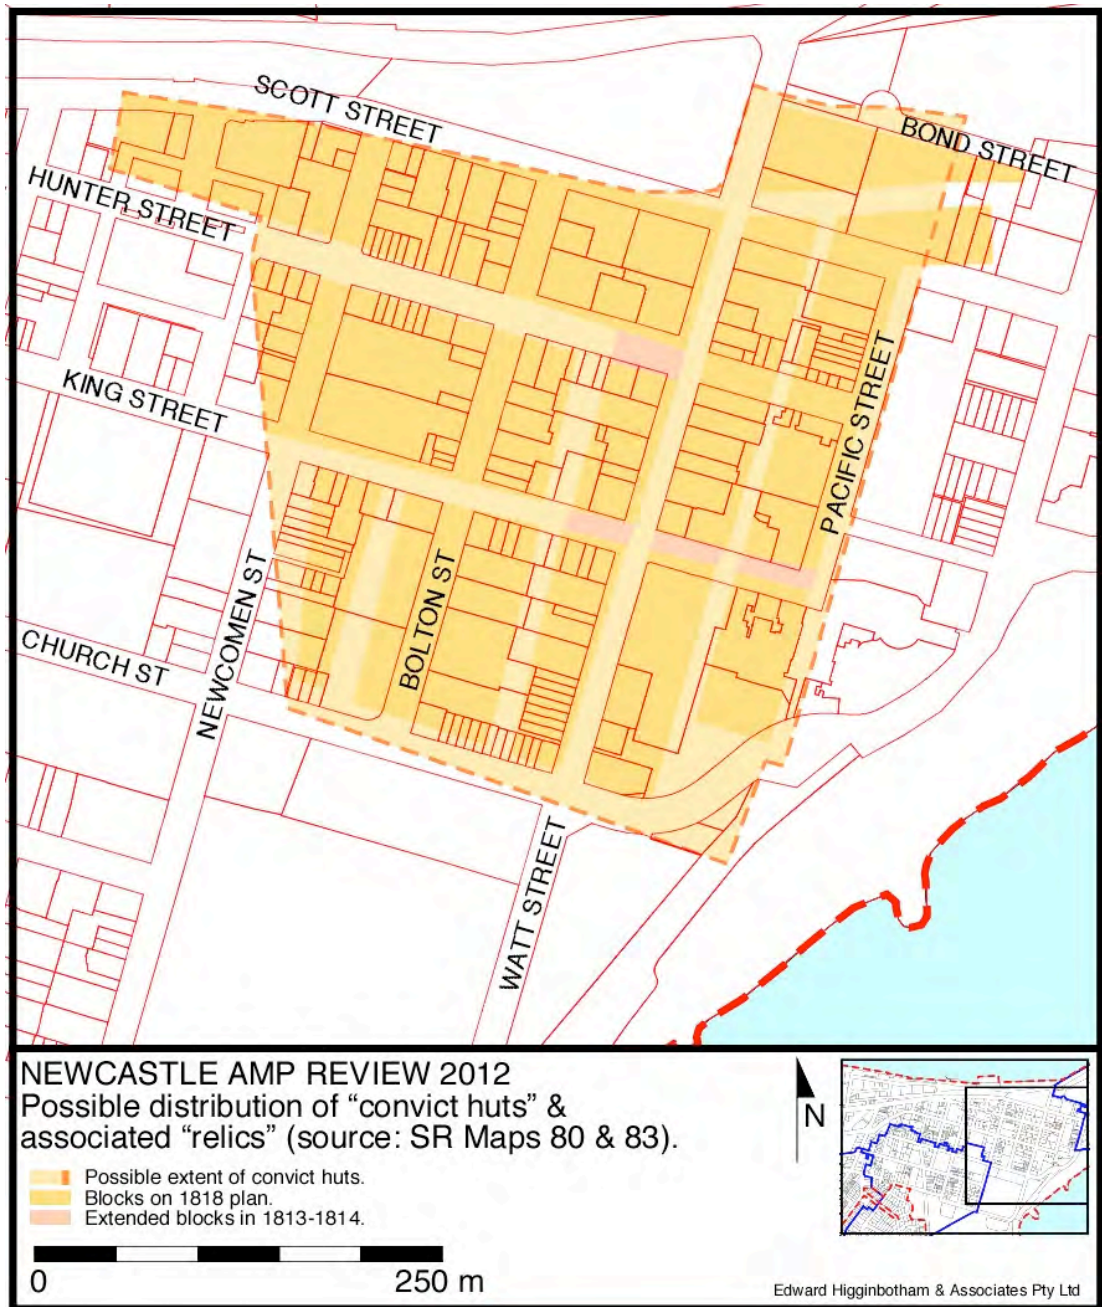 SCOTT STREET
BOND STREET
HUNTER STREET
KING STREET
PACIFIC STREET
NEWCOMEN ST
BOLTON ST
CHURCH ST
WATT STREET
NEWCASTLE AMP REVIEW 2012
Possible distribution of “convict huts” &
associated “relics” (source: SR Maps 80 & 83).
Possible extent of convict huts.
Blocks on 1818 plan.
Extended blocks in 1813-1814.
0 250 m
N
Edward Higginbotham & Associates Pty Ltd